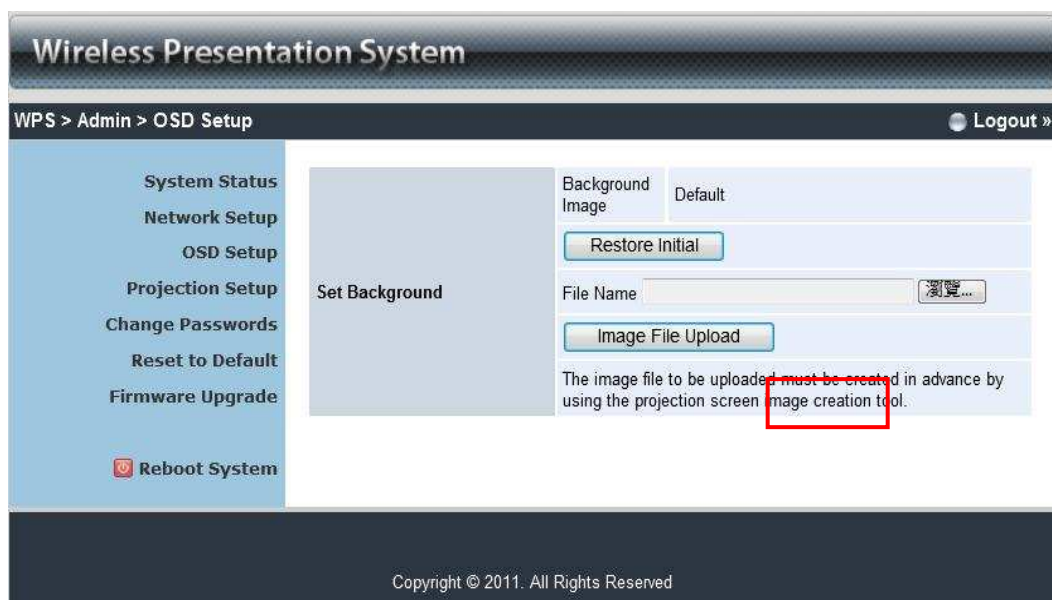 Wireless Presentation System
WPS > Admin > OSD Setup
Logout »
System Status
Network Setup
OSD Setup
Projection Setup
Change Passwords
Reset to Default
Firmware Upgrade
Reboot System
Set Background
Background
Image
Default
Restore Initial
File Name
瀏覽...
Image File Upload
The image file to be uploaded must be created in advance by
using the projection screen image creation tool.
Copyright © 2011. All Rights Reserved